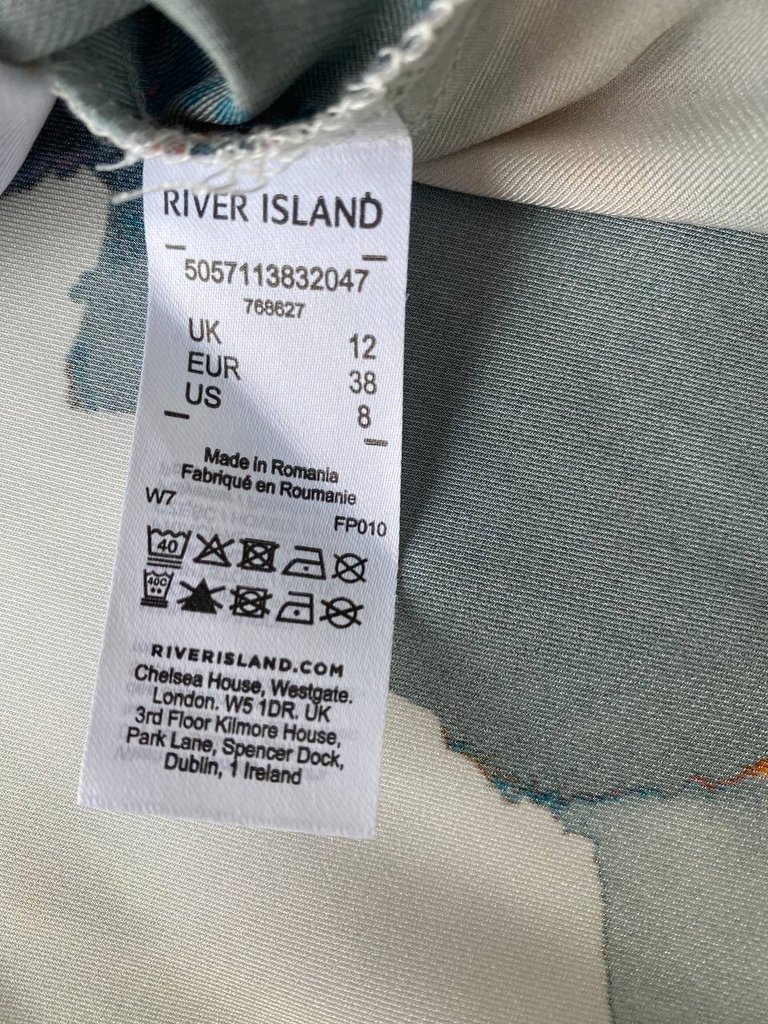 RIVER ISLAND
5057113832047
768627
UK 12
EUR 38
US 8
Made in Romania
Fabriqué en Roumanie
W7 FP010
40
40C
RIVERISLAND.COM
Chelsea House, Westgate.
London. W5 1DR. UK
3rd Floor Kilmore House,
Park Lane, Spencer Dock,
Dublin, 1 Ireland